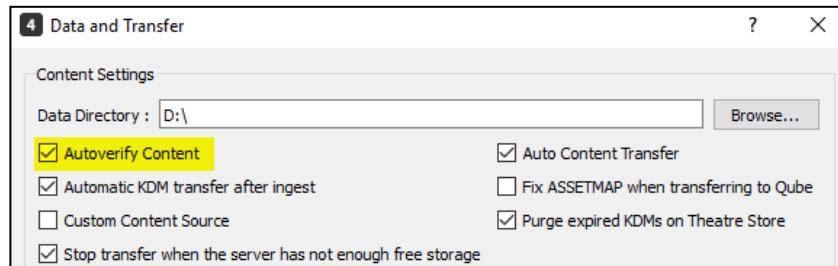 4 Data and Transfer ? X
Content Settings
Data Directory : D:\ Browse...
Autoverify Content Auto Content Transfer
Automatic KDM transfer after ingest Fix ASSETMAP when transferring to Qube
Custom Content Source Purge expired KDMs on Theatre Store
Stop transfer when the server has not enough free storage